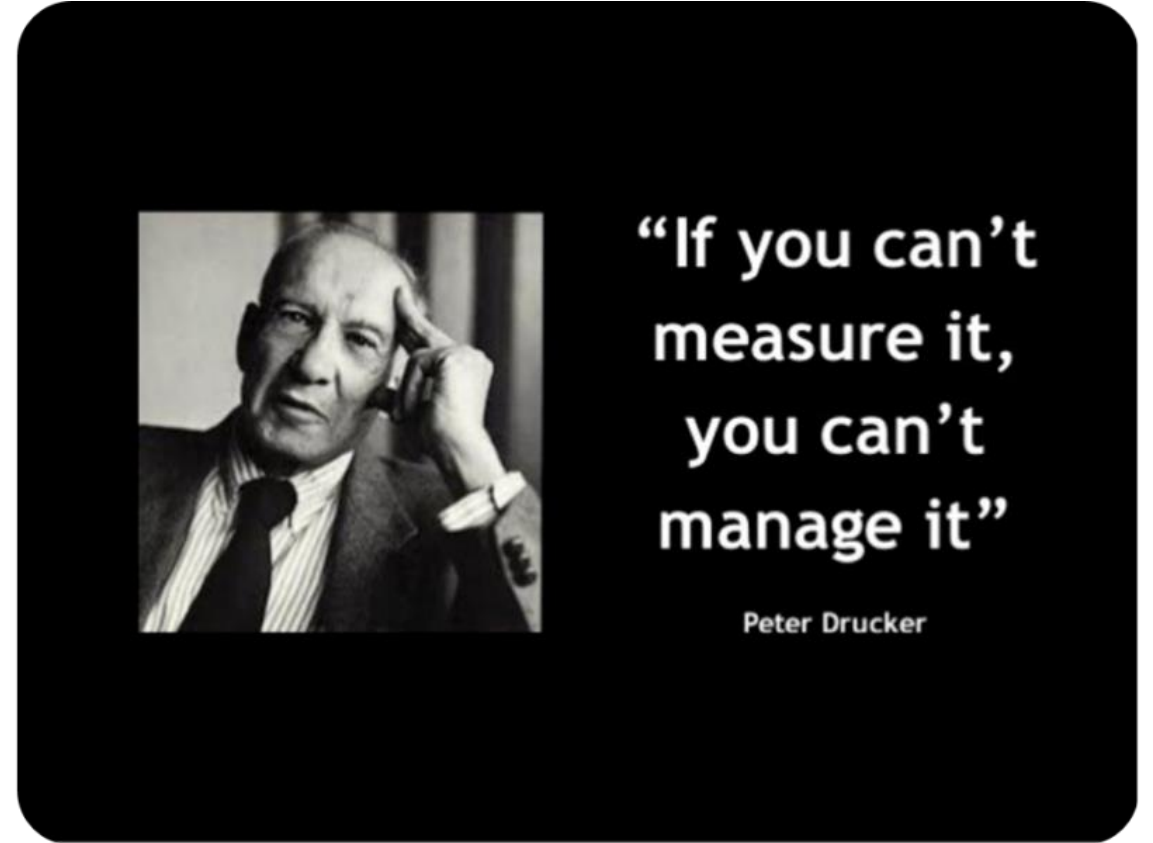 “If you can’t
measure it,
you can’t
manage it”
Peter Drucker